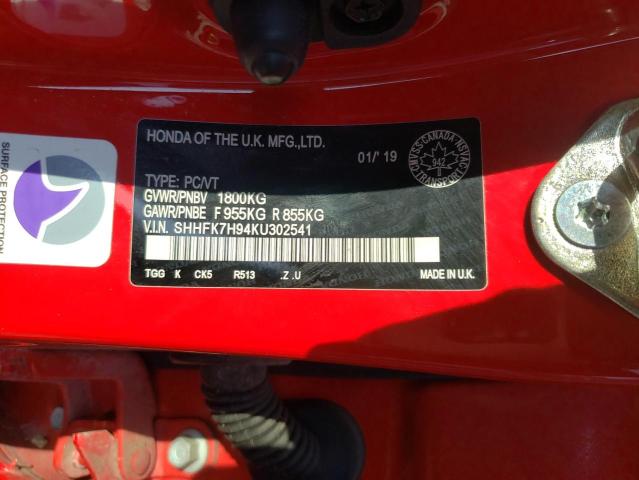 HONDA OF THE U.K. MFG.,LTD.
01/'19
CMVSS·CANADA·NSVAC
942
TRANSPORT
TYPE: PC/VT
GVWR/PNBV 1800KG
GAWR/PNBE F 955KG R 855KG
V.I.N. SHHFK7H94KU302541
TGG K CK5 R513 .Z .U
MADE IN U.K.
SURFACE PROTECTION